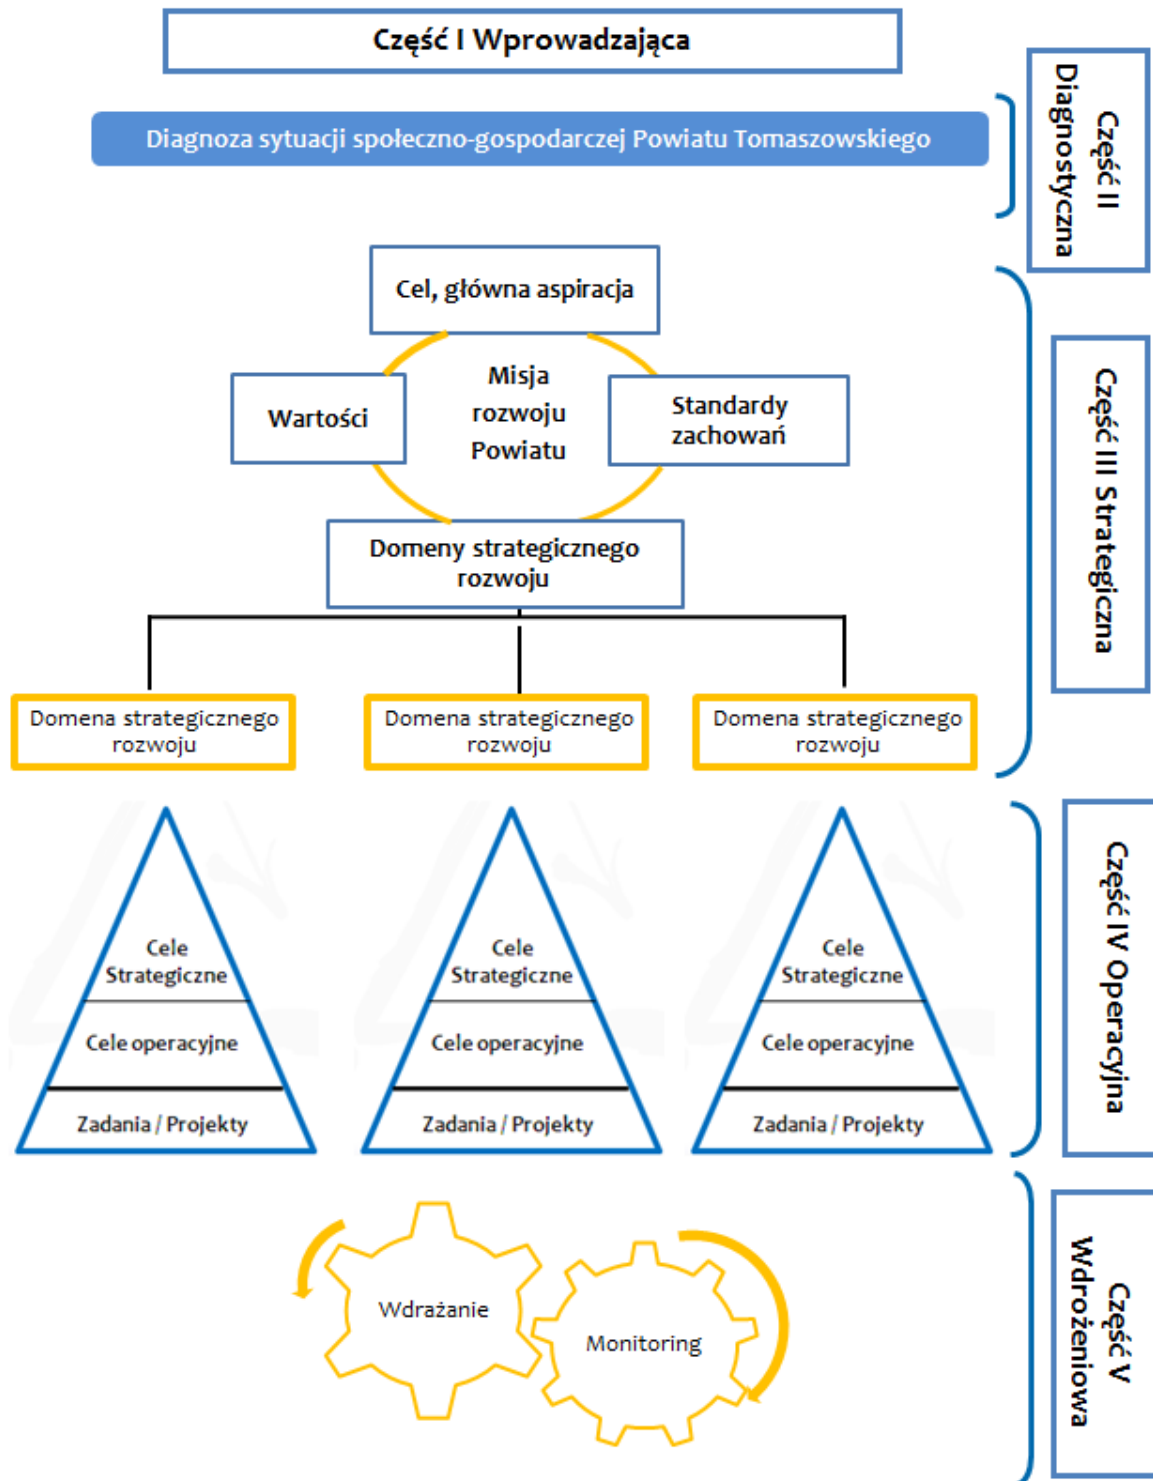 Część I Wprowadzająca
Część II
Diagnostyczna
Diagnoza sytuacji społeczno-gospodarczej Powiatu Tomaszowskiego
Cel, główna aspiracja
Misja
rozwoju
Powiatu
Wartości
Standardy
zachowań
Domeny strategicznego
rozwoju
Część III Strategiczna
Domena strategicznego
rozwoju
Domena strategicznego
rozwoju
Domena strategicznego
rozwoju
Cele
Strategiczne
Cele operacyjne
Zadania / Projekty
Cele
Strategiczne
Cele operacyjne
Zadania / Projekty
Cele
Strategiczne
Cele operacyjne
Zadania / Projekty
Część IV Operacyjna
Wdrażanie
Monitoring
Część V
Wdrożeniowa